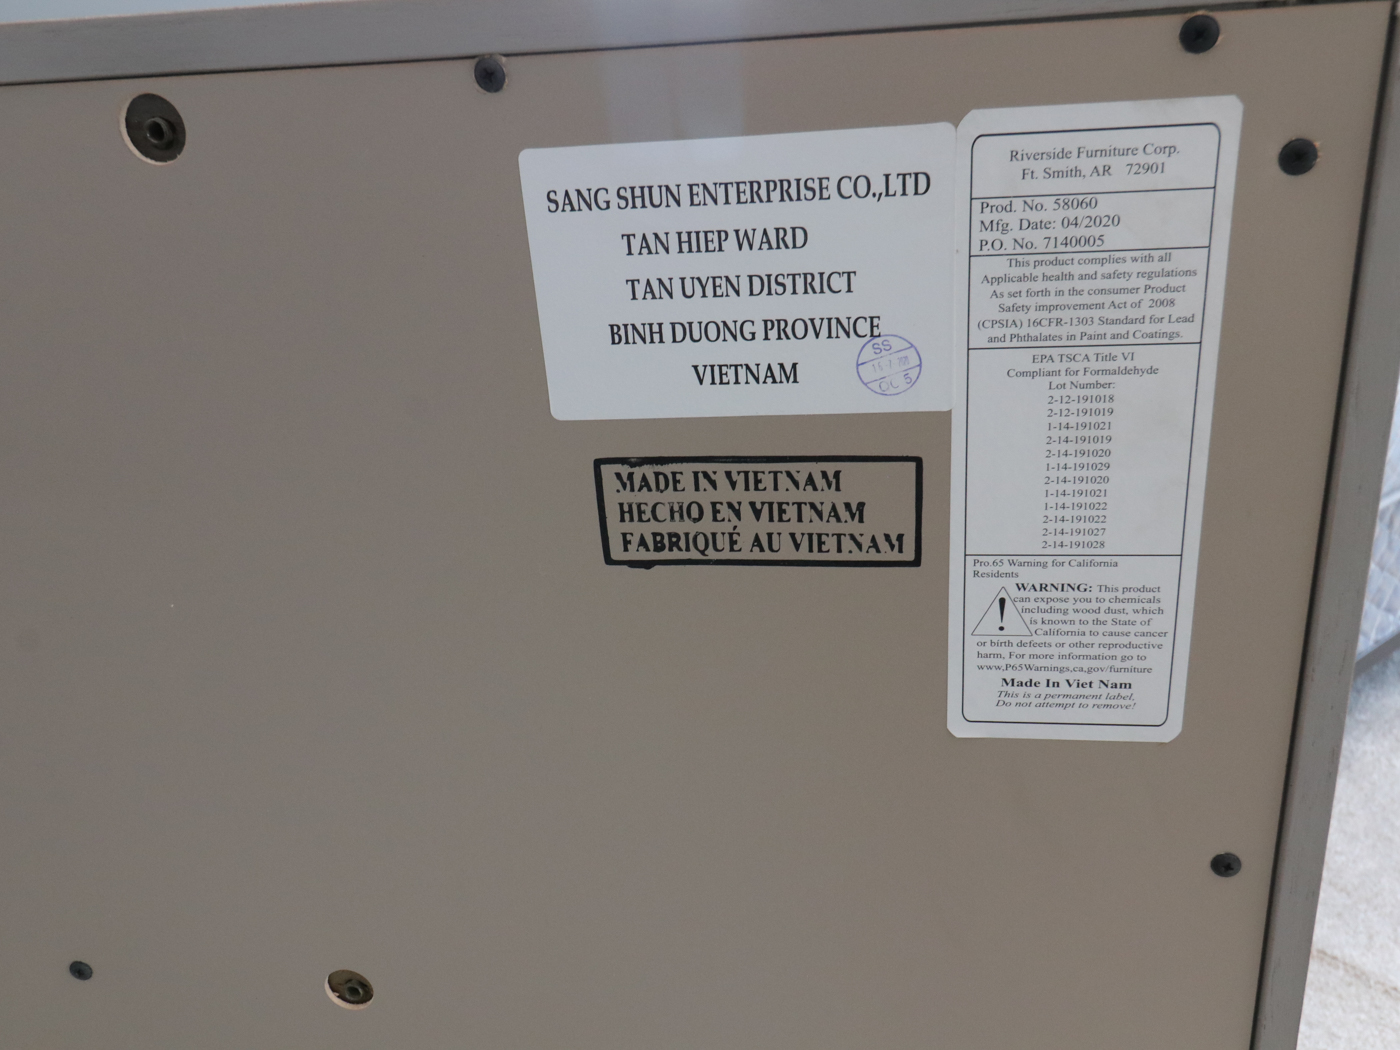 SANG SHUN ENTERPRISE CO.,LTD
TAN HIEP WARD
TAN UYEN DISTRICT
BINH DUONG PROVINCE
VIETNAM
SS
QC 5
MADE IN VIETNAM
HECHO EN VIETNAM
FABRIQUÉ AU VIETNAM
Riverside Furniture Corp.
Ft. Smith, AR 72901
Prod. No. 58060
Mfg. Date: 04/2020
P.O. No. 7140005
This product complies with all
Applicable health and safety regulations
As set forth in the consumer Product
Safety improvement Act of 2008
(CPSIA) 16CFR-1303 Standard for Lead
and Phthalates in Paint and Coatings.
EPA TSCA Title VI
Compliant for Formaldehyde
Lot Number:
2-12-191018
2-12-191019
1-14-191021
2-14-191019
2-14-191020
1-14-191029
2-14-191020
1-14-191021
1-14-191022
2-14-191022
2-14-191027
2-14-191028
Pro.65 Warning for California
Residents
WARNING: This product
can expose you to chemicals
including wood dust, which
is known to the State of
California to cause cancer
or birth defects or other reproductive
harm, For more information go to
www,P65Warnings,ca,gov/furniture
Made In Viet Nam
This is a permanent label,
Do not attempt to remove!